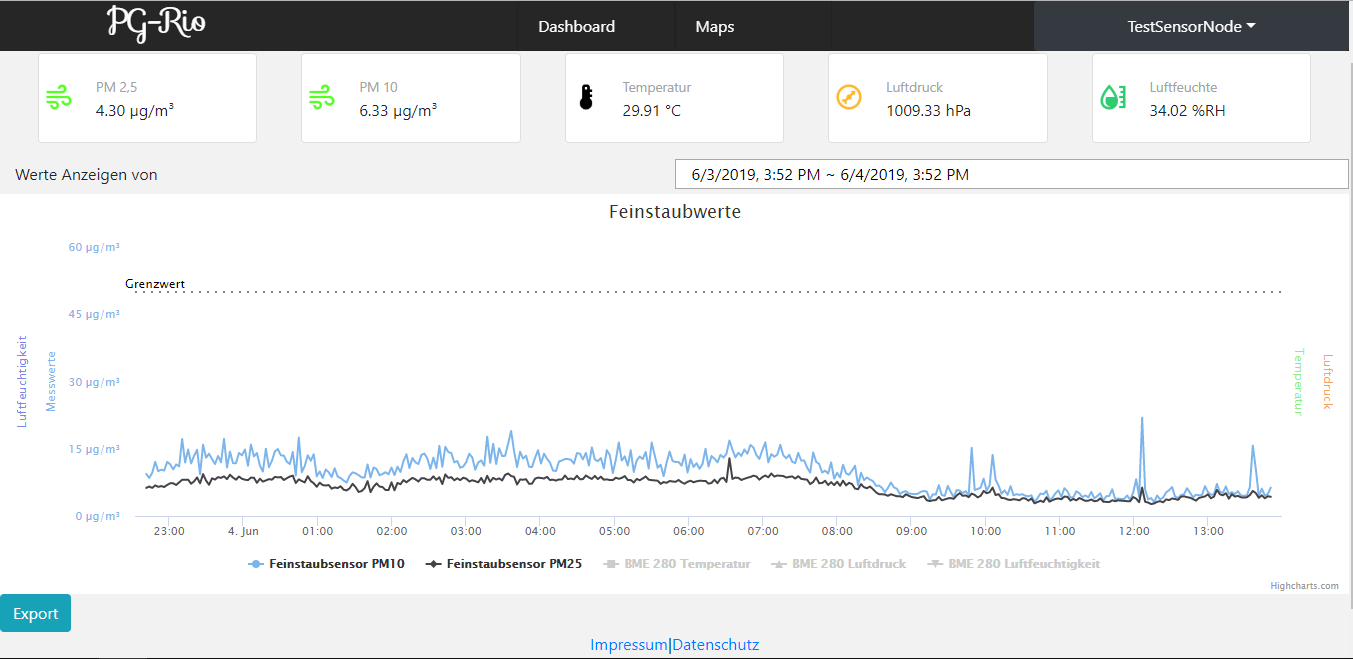 PG-Rio Dashboard Maps TestSensorNode
PM 2,5 PM 10 Temperatur Luftdruck Luftfeuchte
4.30 µg/m³ 6.33 µg/m³ 29.91 °C 1009.33 hPa 34.02 %RH
Werte Anzeigen von 6/3/2019, 3:52 PM ~ 6/4/2019, 3:52 PM
Feinstaubwerte
60 µg/m³
Grenzwert
45 µg/m³
30 µg/m³
15 µg/m³
0 µg/m³
Luftfeuchtigkeit
Messwerte
Temperatur
Luftdruck
23:00 4. Jun 01:00 02:00 03:00 04:00 05:00 06:00 07:00 08:00 09:00 10:00 11:00 12:00 13:00
Feinstaubsensor PM10 Feinstaubsensor PM25 BME 280 Temperatur BME 280 Luftdruck BME 280 Luftfeuchtigkeit
Highcharts.com
Export
Impressum|Datenschutz